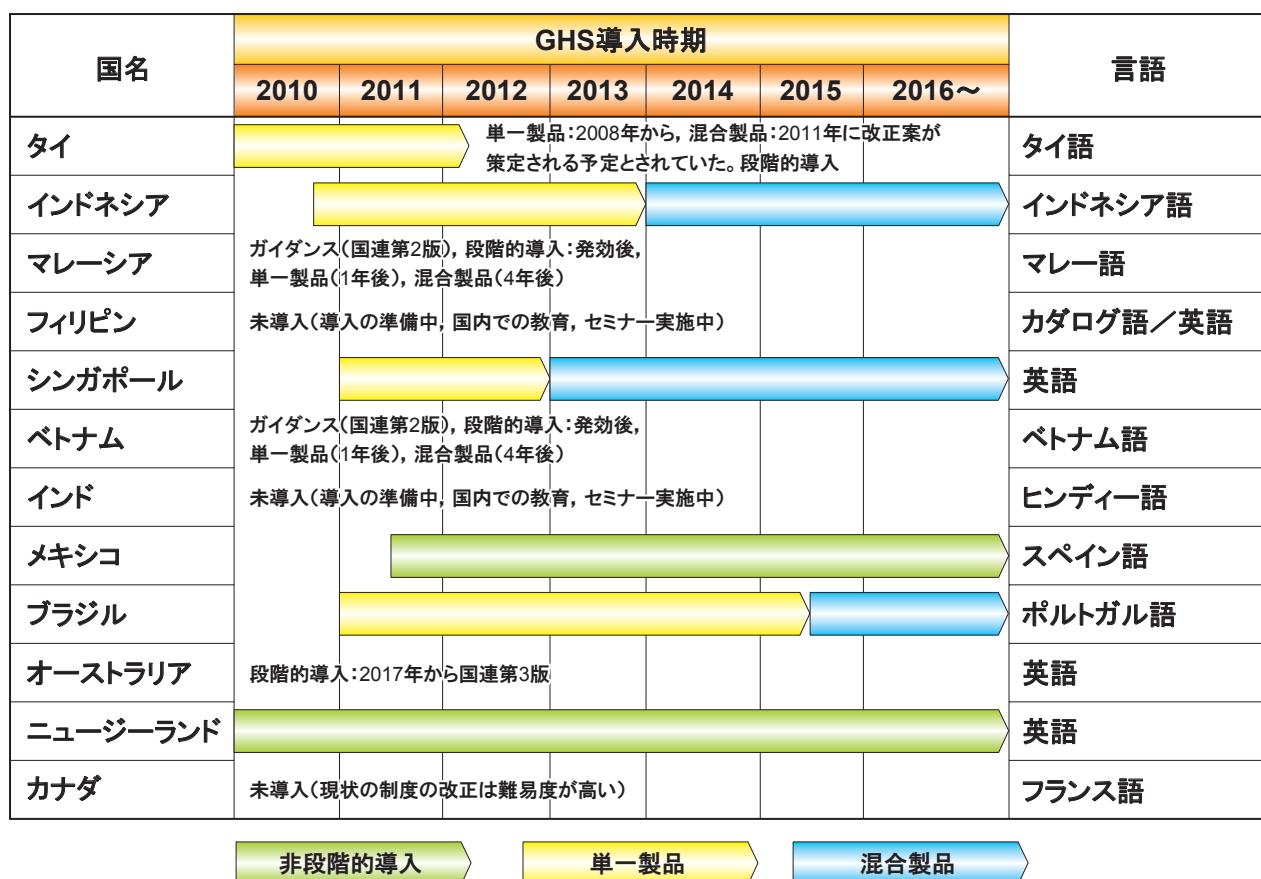 国名
GHS導入時期
言語
2010 2011 2012 2013 2014 2015 2016～
タイ
単一製品：2008年から，混合製品：2011年に改正案が
策定される予定とされていた。段階的導入
タイ語
インドネシア
インドネシア語
マレーシア
ガイダンス（国連第2版），段階的導入：発効後，
単一製品（1年後），混合製品（4年後）
マレー語
フィリピン
未導入（導入の準備中，国内での教育，セミナー実施中）
カダログ語／英語
シンガポール
英語
ベトナム
ガイダンス（国連第2版），段階的導入：発効後，
単一製品（1年後），混合製品（4年後）
ベトナム語
インド
未導入（導入の準備中，国内での教育，セミナー実施中）
ヒンディー語
メキシコ
スペイン語
ブラジル
ポルトガル語
オーストラリア
段階的導入：2017年から国連第3版
英語
ニュージーランド
英語
カナダ
未導入（現状の制度の改正は難易度が高い）
フランス語
非段階的導入
単一製品
混合製品